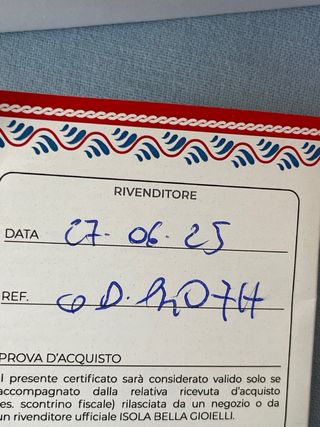 RIVENDITORE
DATA 27.06.25
REF.
PROVA D'ACQUISTO
l presente certificato sarà considerato valido solo se
accompagnato dalla relativa ricevuta d'acquisto
es. scontrino fiscale) rilasciata da un negozio o da
un rivenditore ufficiale ISOLA BELLA GIOIELLI.